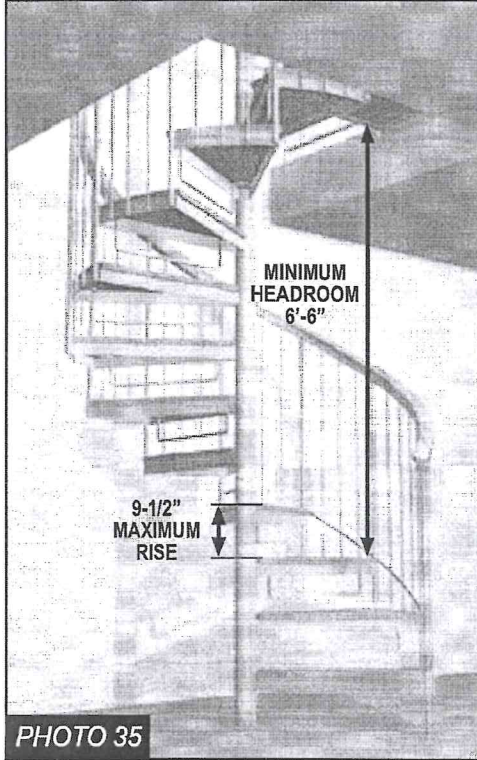 MINIMUM
HEADROOM
6'-6"
9-1/2"
MAXIMUM
RISE
PHOTO 35